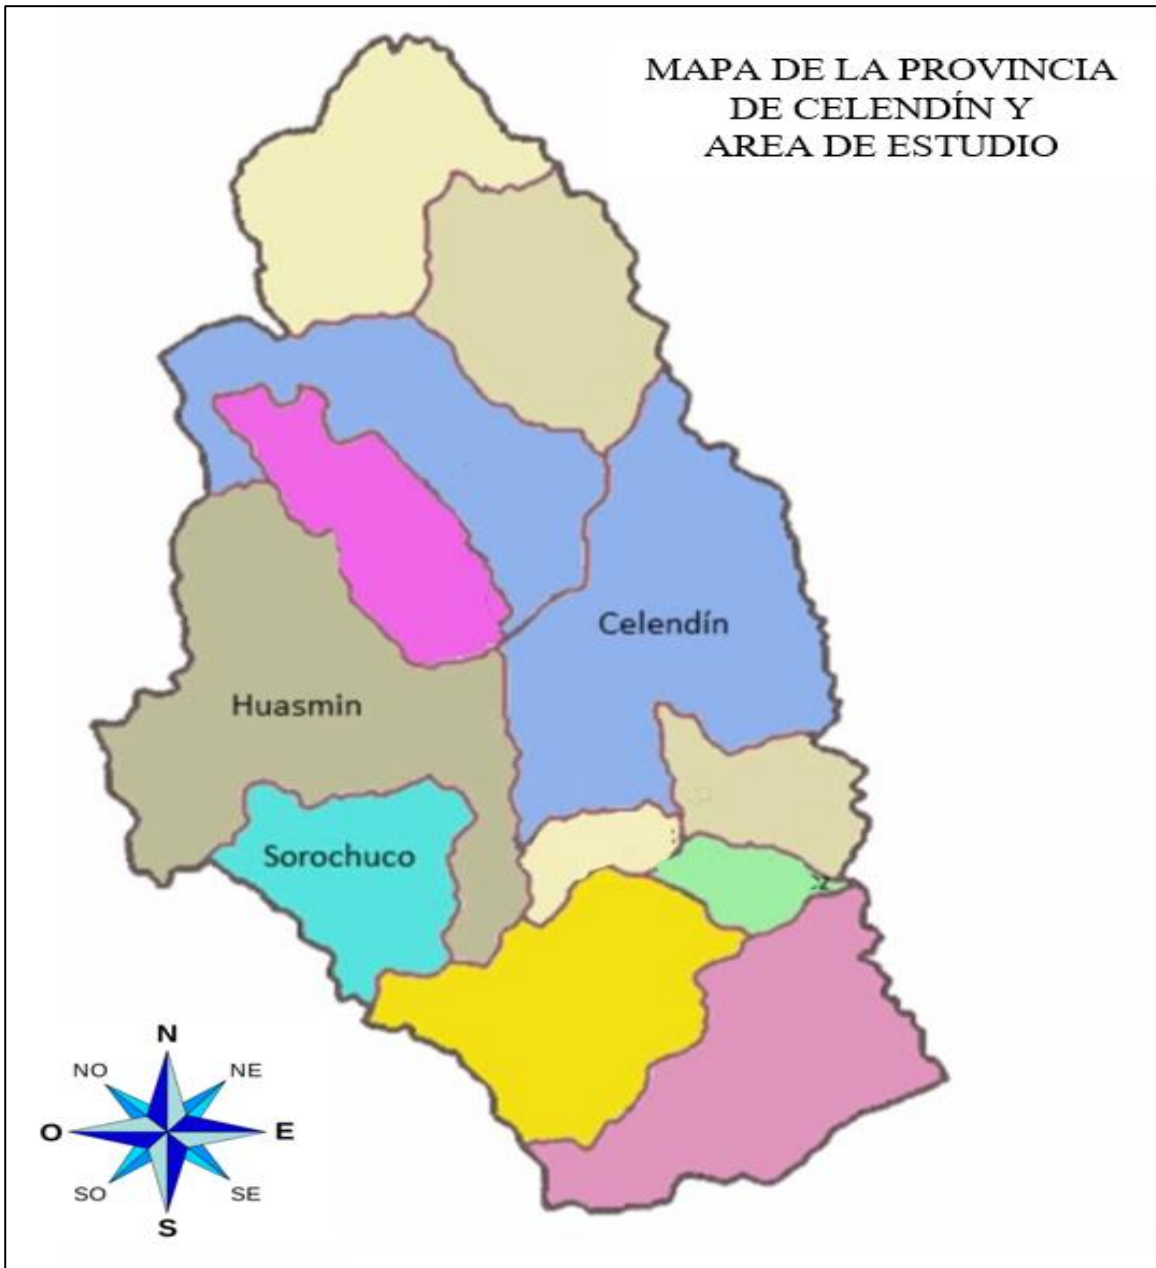 MAPA DE LA PROVINCIA
DE CELENDÍN Y
AREA DE ESTUDIO
Celendín
Huasmin
Sorochuco
N
NO
NE
O
E
SO
SE
S